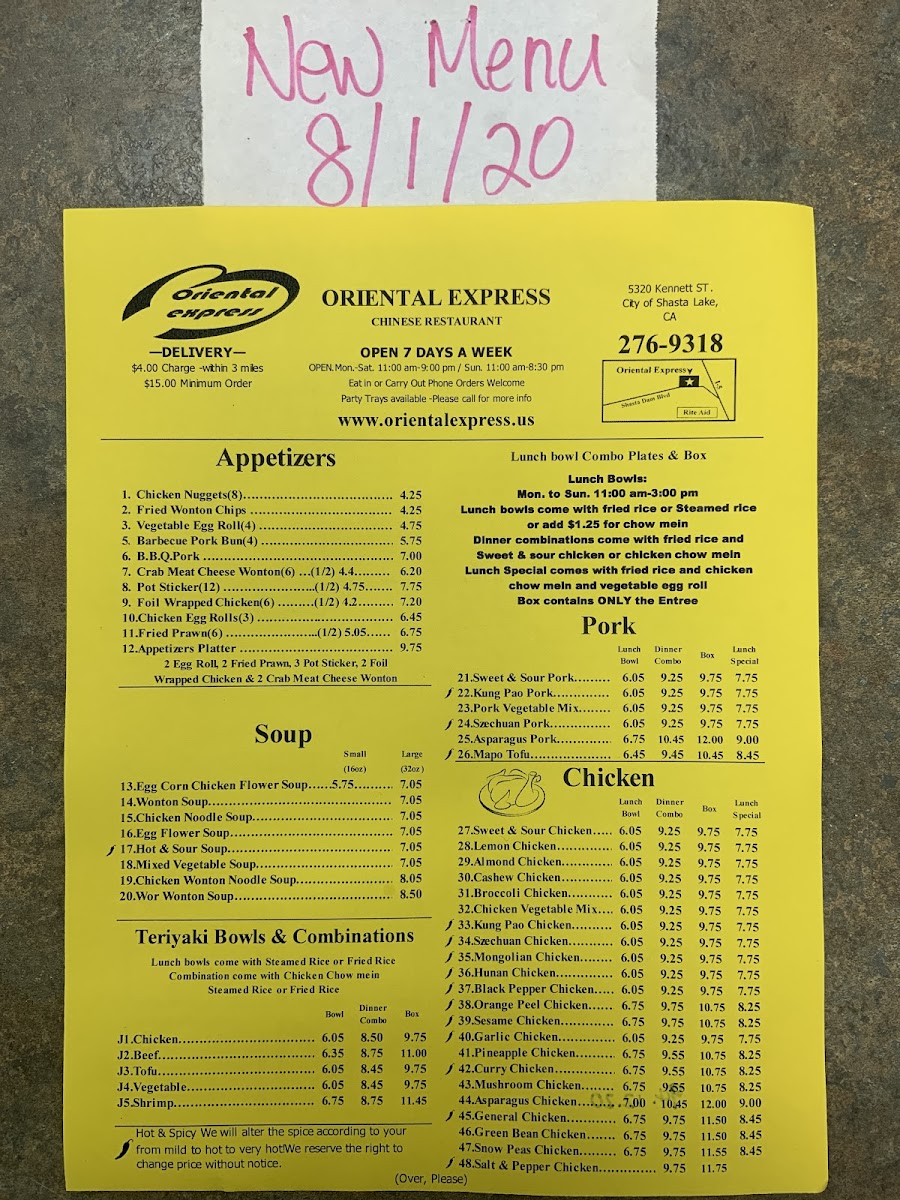 New Menu
8/1/20
Oriental
express
ORIENTAL EXPRESS
CHINESE RESTAURANT
5320 Kennett ST.
City of Shasta Lake,
CA
276-9318
—DELIVERY—
$4.00 Charge -within 3 miles
$15.00 Minimum Order
OPEN 7 DAYS A WEEK
OPEN.Mon.-Sat. 11:00 am-9:00 pm / Sun. 11:00 am-8:30 pm
Eat in or Carry Out Phone Orders Welcome
Party Trays available -Please call for more info
www.orientalexpress.us
Oriental Express
Shasta Dam Blvd
I-5
Rite Aid
Appetizers
1. Chicken Nuggets(8)..................................... 4.25
2. Fried Wonton Chips .................................... 4.25
3. Vegetable Egg Roll(4) ................................. 4.75
5. Barbecue Pork Bun(4) ................................. 5.75
6. B.B.Q.Pork ............................................... 7.00
7. Crab Meat Cheese Wonton(6) ...(1/2) 4.4......... 6.20
8. Pot Sticker(12) .......................(1/2) 4.75...... 7.75
9. Foil Wrapped Chicken(6) .........(1/2) 4.2......... 7.20
10.Chicken Egg Rolls(3) .................................. 6.45
11.Fried Prawn(6) .......................(1/2) 5.05...... 6.75
12.Appetizers Platter ...................................... 9.75
2 Egg Roll, 2 Fried Prawn, 3 Pot Sticker, 2 Foil
Wrapped Chicken & 2 Crab Meat Cheese Wonton
Soup
Small Large
(16oz) (32oz)
13.Egg Corn Chicken Flower Soup......5.75.......... 7.05
14.Wonton Soup.............................................. 7.05
15.Chicken Noodle Soup................................... 7.05
16.Egg Flower Soup......................................... 7.05
17.Hot & Sour Soup......................................... 7.05
18.Mixed Vegetable Soup.................................. 7.05
19.Chicken Wonton Noodle Soup........................ 8.05
20.Wor Wonton Soup....................................... 8.50
Teriyaki Bowls & Combinations
Lunch bowls come with Steamed Rice or Fried Rice
Combination come with Chicken Chow mein
Steamed Rice or Fried Rice
Bowl Dinner Combo Box
J1.Chicken.................................. 6.05 8.50 9.75
J2.Beef....................................... 6.35 8.75 11.00
J3.Tofu....................................... 6.05 8.45 9.75
J4.Vegetable................................ 6.05 8.45 9.75
J5.Shrimp................................... 6.75 8.75 11.45
Hot & Spicy We will alter the spice according to your
from mild to hot to very hot!We reserve the right to
change price without notice.
Lunch bowl Combo Plates & Box
Lunch Bowls:
Mon. to Sun. 11:00 am-3:00 pm
Lunch bowls come with fried rice or Steamed rice
or add $1.25 for chow mein
Dinner combinations come with fried rice and
Sweet & sour chicken or chicken chow mein
Lunch Special comes with fried rice and chicken
chow mein and vegetable egg roll
Box contains ONLY the Entree
Pork
Lunch Bowl Dinner Combo Box Lunch Special
21.Sweet & Sour Pork......... 6.05 9.25 9.75 7.75
22.Kung Pao Pork.............. 6.05 9.25 9.75 7.75
23.Pork Vegetable Mix........ 6.05 9.25 9.75 7.75
24.Szechuan Pork............... 6.05 9.25 9.75 7.75
25.Asparagus Pork............. 6.75 10.45 12.00 9.00
26.Mapo Tofu.................... 6.45 9.45 10.45 8.45
Chicken
Lunch Bowl Dinner Combo Box Lunch Special
27.Sweet & Sour Chicken..... 6.05 9.25 9.75 7.75
28.Lemon Chicken.............. 6.05 9.25 9.75 7.75
29.Almond Chicken............ 6.05 9.25 9.75 7.75
30.Cashew Chicken............. 6.05 9.25 9.75 7.75
31.Broccoli Chicken........... 6.05 9.25 9.75 7.75
32.Chicken Vegetable Mix.... 6.05 9.25 9.75 7.75
33.Kung Pao Chicken.......... 6.05 9.25 9.75 7.75
34.Szechuan Chicken.......... 6.05 9.25 9.75 7.75
35.Mongolian Chicken........ 6.05 9.25 9.75 7.75
36.Hunan Chicken.............. 6.05 9.25 9.75 7.75
37.Black Pepper Chicken..... 6.05 9.25 9.75 7.75
38.Orange Peel Chicken...... 6.75 9.75 10.75 8.25
39.Sesame Chicken............. 6.75 9.75 10.75 8.25
40.Garlic Chicken.............. 6.05 9.25 9.75 7.75
41.Pineapple Chicken......... 6.75 9.55 10.75 8.25
42.Curry Chicken............... 6.75 9.55 10.75 8.25
43.Mushroom Chicken........ 6.75 9.55 10.75 8.25
44.Asparagus Chicken......... 7.00 10.45 12.00 9.00
45.General Chicken............ 6.75 9.75 11.50 8.45
46.Green Bean Chicken....... 6.75 9.75 11.50 8.45
47.Snow Peas Chicken......... 6.75 9.75 11.55 8.45
48.Salt & Pepper Chicken.............. 9.75 11.75
(Over, Please)